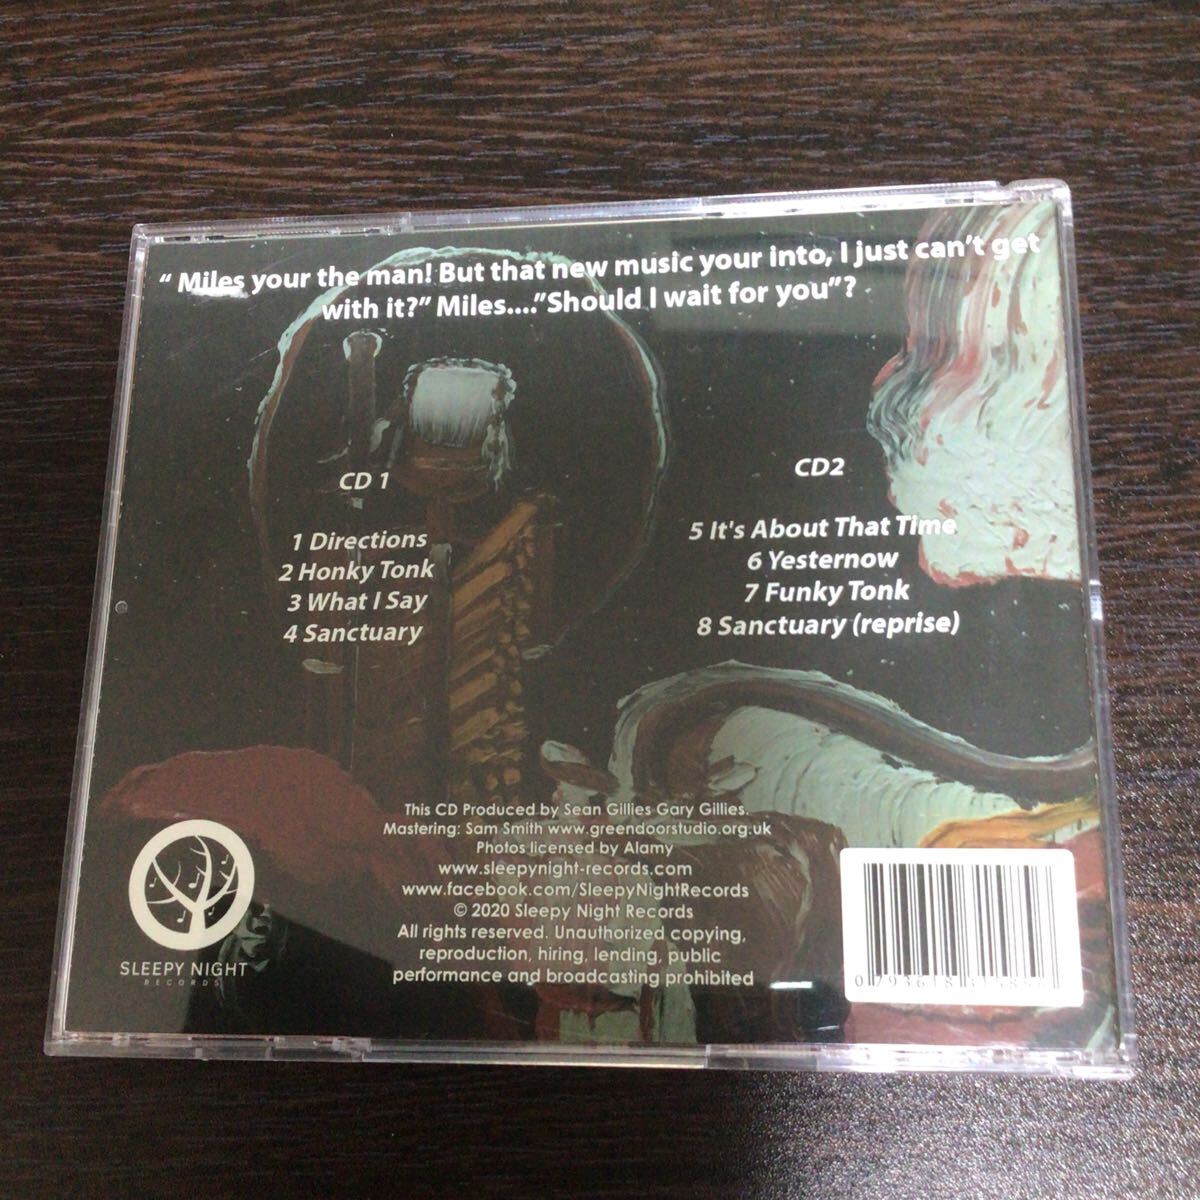 “ Miles your the man! But that new music your into, I just can’t get
with it?” Miles....”Should I wait for you”?
CD 1
1 Directions
2 Honky Tonk
3 What I Say
4 Sanctuary
CD2
5 It's About That Time
6 Yesternow
7 Funky Tonk
8 Sanctuary (reprise)
This CD Produced by Sean Gillies Gary Gillies.
Mastering: Sam Smith www.greendoorstudio.org.uk
Photos licensed by Alamy
www.sleepynight-records.com
www.facebook.com/SleepyNightRecords
© 2020 Sleepy Night Records
All rights reserved. Unauthorized copying,
reproduction, hiring, lending, public
performance and broadcasting prohibited
SLEEPY NIGHT
RECORDS